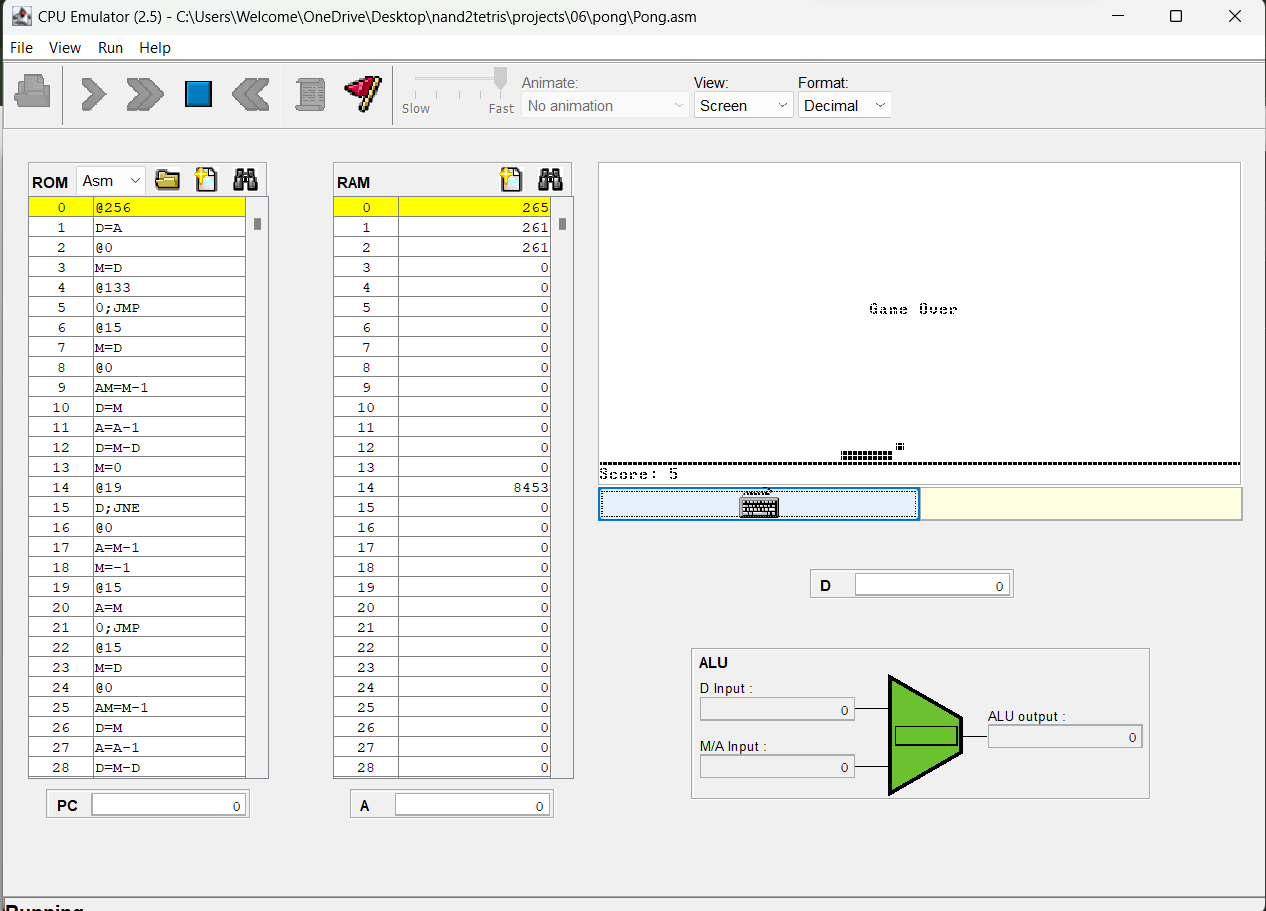 CPU Emulator (2.5) - C:\Users\Welcome\OneDrive\Desktop\nand2tetris\projects\06\pong\Pong.asm
File View Run Help
Slow Fast
Animate:
No animation
View:
Screen
Format:
Decimal
ROM Asm
0 @256
1 D=A
2 @0
3 M=D
4 @133
5 0;JMP
6 @15
7 M=D
8 @0
9 AM=M-1
10 D=M
11 A=A-1
12 D=M-D
13 M=0
14 @19
15 D;JNE
16 @0
17 A=M-1
18 M=-1
19 @15
20 A=M
21 0;JMP
22 @15
23 M=D
24 @0
25 AM=M-1
26 D=M
27 A=A-1
28 D=M-D
PC 0
RAM
0 265
1 261
2 261
3 0
4 0
5 0
6 0
7 0
8 0
9 0
10 0
11 0
12 0
13 0
14 8453
15 0
16 0
17 0
18 0
19 0
20 0
21 0
22 0
23 0
24 0
25 0
26 0
27 0
28 0
A 0
Game Over
Score: 5
D 0
ALU
D Input :
0
M/A Input :
0
ALU output :
0
Running